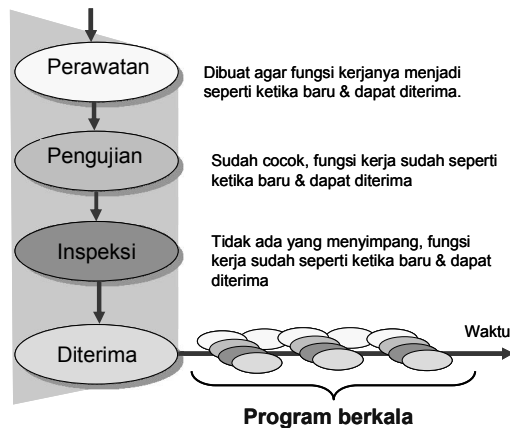 Perawatan
Dibuat agar fungsi kerjanya menjadi
seperti ketika baru & dapat diterima.
Pengujian
Sudah cocok, fungsi kerja sudah seperti
ketika baru & dapat diterima
Inspeksi
Tidak ada yang menyimpang, fungsi
kerja sudah seperti ketika baru & dapat
diterima
Diterima
Waktu
Program berkala